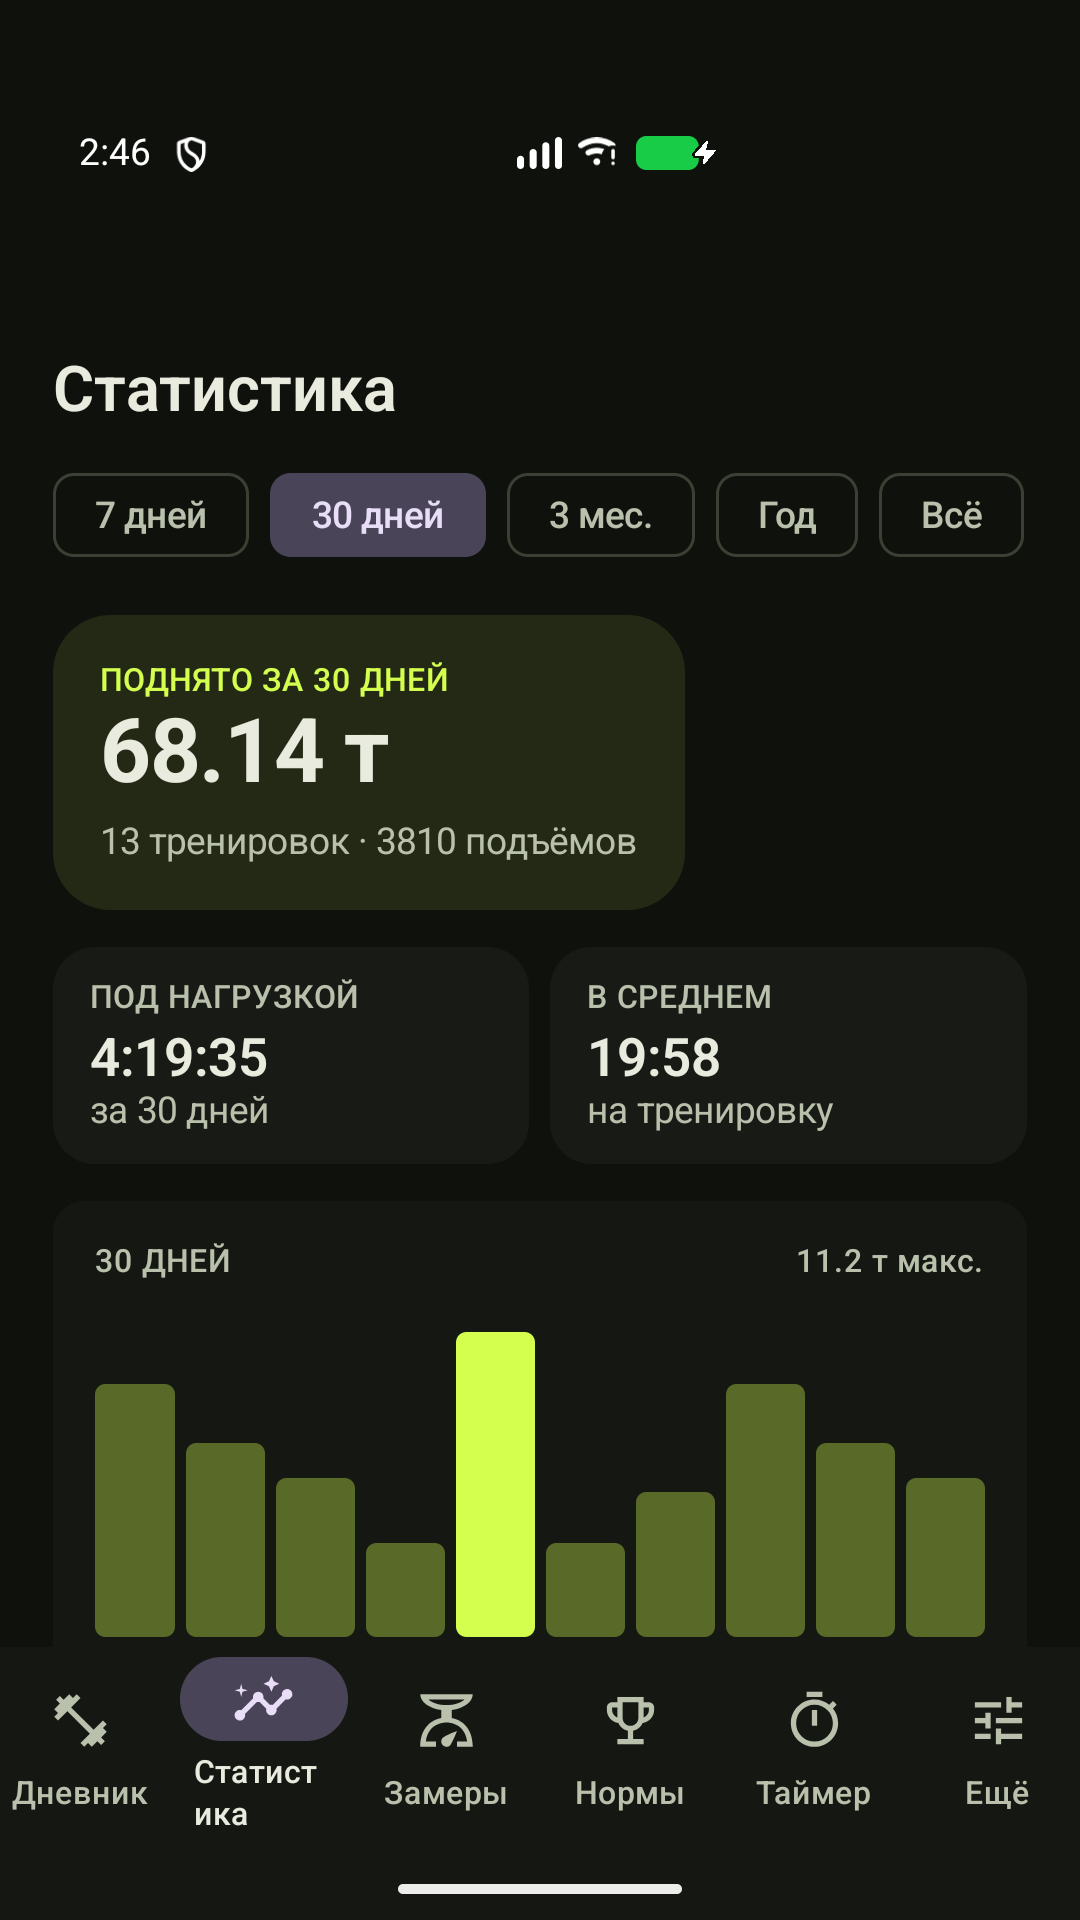 2:46
Статистика
7 дней 30 дней 3 мес. Год Всё
ПОДНЯТО ЗА 30 ДНЕЙ
68.14 т
13 тренировок · 3810 подъёмов
ПОД НАГРУЗКОЙ
4:19:35
за 30 дней
В СРЕДНЕМ
19:58
на тренировку
30 ДНЕЙ 11.2 т макс.
Дневник
Статист
ика
Замеры
Нормы
Таймер
Ещё